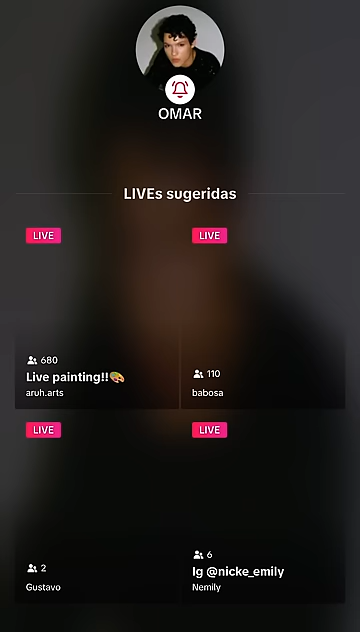 OMAR
LIVEs sugeridas
LIVE
LIVE
680
Live painting!!🎨
aruh.arts
110
babosa
LIVE
LIVE
2
Gustavo
6
Ig @nicke_emily
Nemily